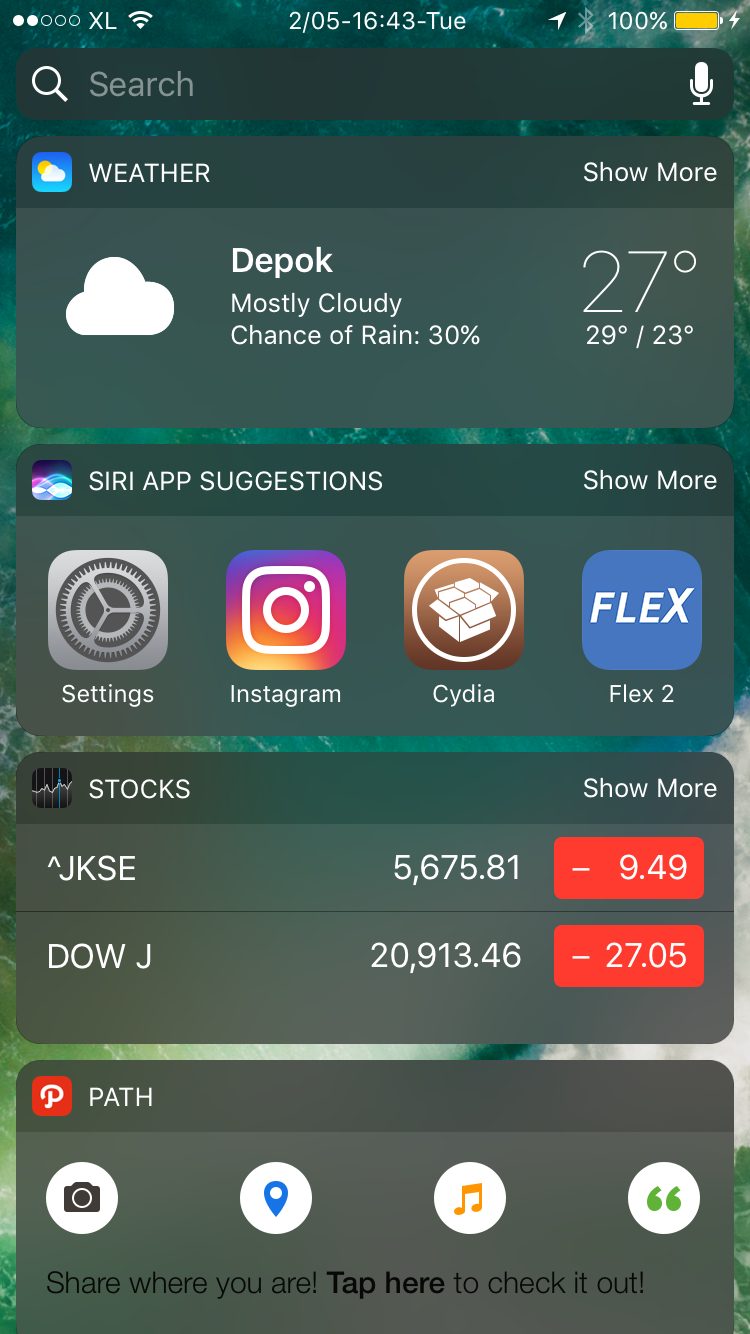 XL 2/05-16:43-Tue 100%
Search
WEATHER Show More
Depok 27°
Mostly Cloudy
Chance of Rain: 30% 29° / 23°
SIRI APP SUGGESTIONS Show More
FLEX
Settings Instagram Cydia Flex 2
STOCKS Show More
^JKSE 5,675.81 – 9.49
DOW J 20,913.46 – 27.05
PATH
Share where you are! Tap here to check it out!